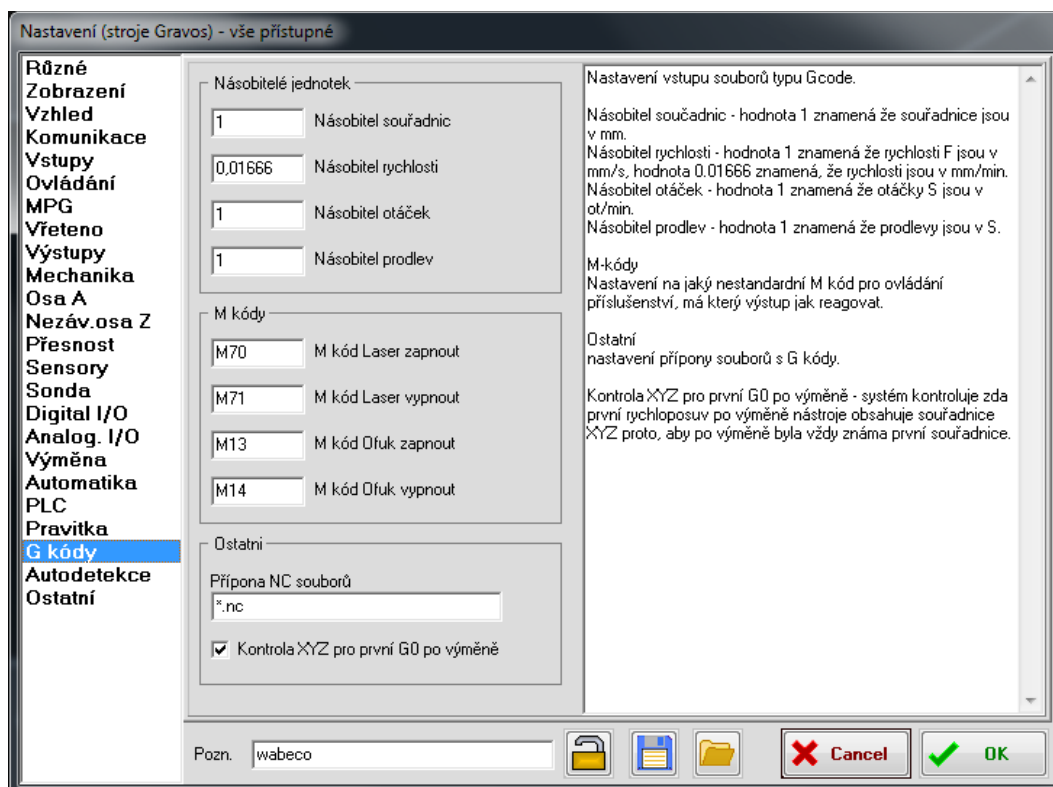 Nastavení (stroje Gravos) - vše přístupné
Různé
Zobrazení
Vzhled
Komunikace
Vstupy
Ovládání
MPG
Vřeteno
Výstupy
Mechanika
Osa A
Nezáv.osa Z
Přesnost
Sensory
Sonda
Digital I/O
Analog. I/O
Výměna
Automatika
PLC
Pravitka
G kódy
Autodetekce
Ostatní
Násobitelé jednotek
1 Násobitel souřadnic
0,01666 Násobitel rychlosti
1 Násobitel otáček
1 Násobitel prodlev
M kódy
M70 M kód Laser zapnout
M71 M kód Laser vypnout
M13 M kód Ofuk zapnout
M14 M kód Ofuk vypnout
Ostatni
Přípona NC souborů
*.nc
Kontrola XYZ pro první G0 po výměně
Nastavení vstupu souborů typu Gcode.
Násobitel součadnic - hodnota 1 znamená že souřadnice jsou
v mm.
Násobitel rychlosti - hodnota 1 znamená že rychlosti F jsou v
mm/s, hodnota 0.01666 znamená, že rychlosti jsou v mm/min.
Násobitel otáček - hodnota 1 znamená že otáčky S jsou v
ot/min.
Násobitel prodlev - hodnota 1 znamená že prodlevy jsou v S.
M-kódy
Nastavení na jaký nestandardní M kód pro ovládání
příslušenství, má který výstup jak reagovat.
Ostatní
nastavení přípony souborů s G kódy.
Kontrola XYZ pro první G0 po výměně - systém kontroluje zda
první rychloposuv po výměně nástroje obsahuje souřadnice
XYZ proto, aby po výměně byla vždy známa první souřadnice.
Pozn. wabeco
Cancel
OK